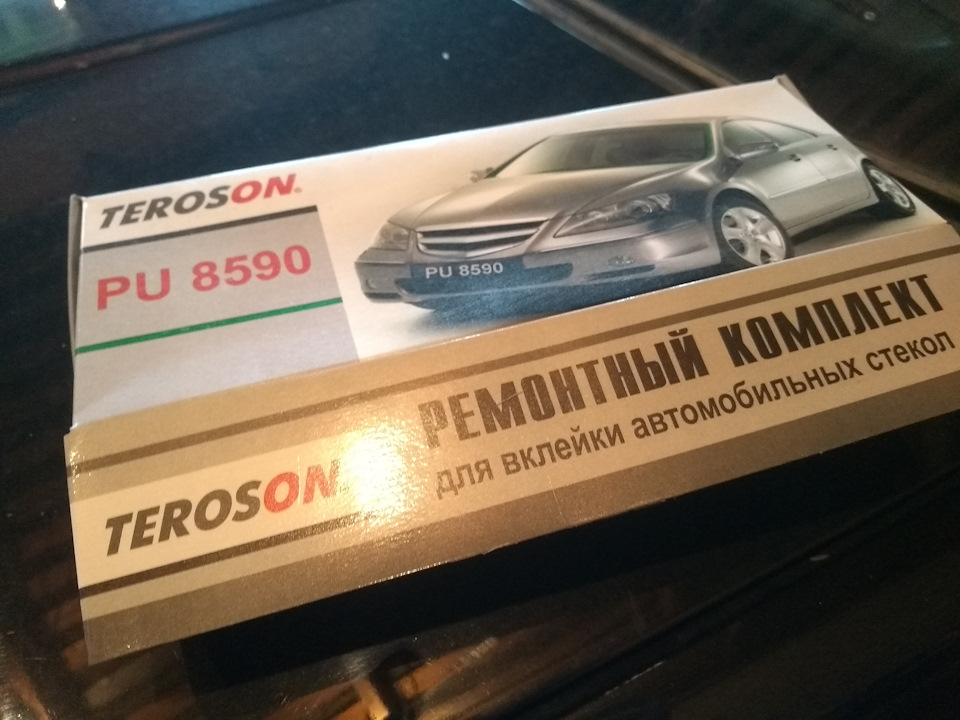 TEROSON®
PU 8590
PU 8590
РЕМОНТНЫЙ КОМПЛЕКТ
для вклейки автомобильных стекол
TEROSON